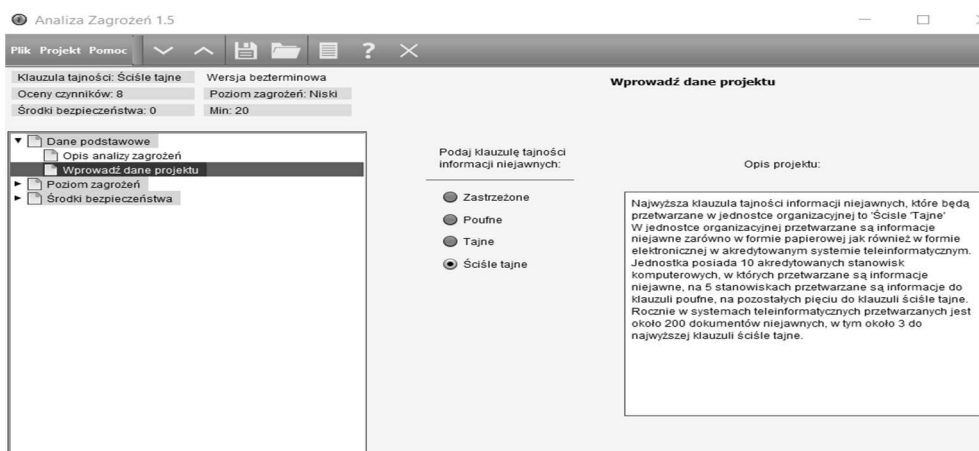 Analiza Zagrożeń 1.5
Plik Projekt Pomoc
Klauzula tajności: Ściśle tajne
Wersja bezterminowa
Oceny czynników: 8
Poziom zagrożeń: Niski
Środki bezpieczeństwa: 0
Min: 20
Dane podstawowe
Opis analizy zagrożeń
Wprowadź dane projektu
Poziom zagrożeń
Środki bezpieczeństwa
Wprowadź dane projektu
Podaj klauzulę tajności
informacji niejawnych:
Zastrzeżone
Poufne
Tajne
Ściśle tajne
Opis projektu:
Najwyższa klauzula tajności informacji niejawnych, które będą
przetwarzane w jednostce organizacyjnej to 'Ścisle 'Tajne'
W jednostce organizacyjnej przetwarzane są informacje
niejawne zarówno w formie papierowej jak również w formie
elektronicznej w akredytowanym systemie teleinformatycznym.
Jednostka posiada 10 akredytowanych stanowisk
komputerowych, w których przetwarzane są informacje
niejawne, na 5 stanowiskach przetwarzane są informacje do
klauzuli poufne, na pozostałych pięciu do klauzuli ściśle tajne.
Rocznie w systemach teleinformatycznych przetwarzanych jest
około 200 dokumentów niejawnych, w tym około 3 do
najwyższej klauzuli ściśle tajne.